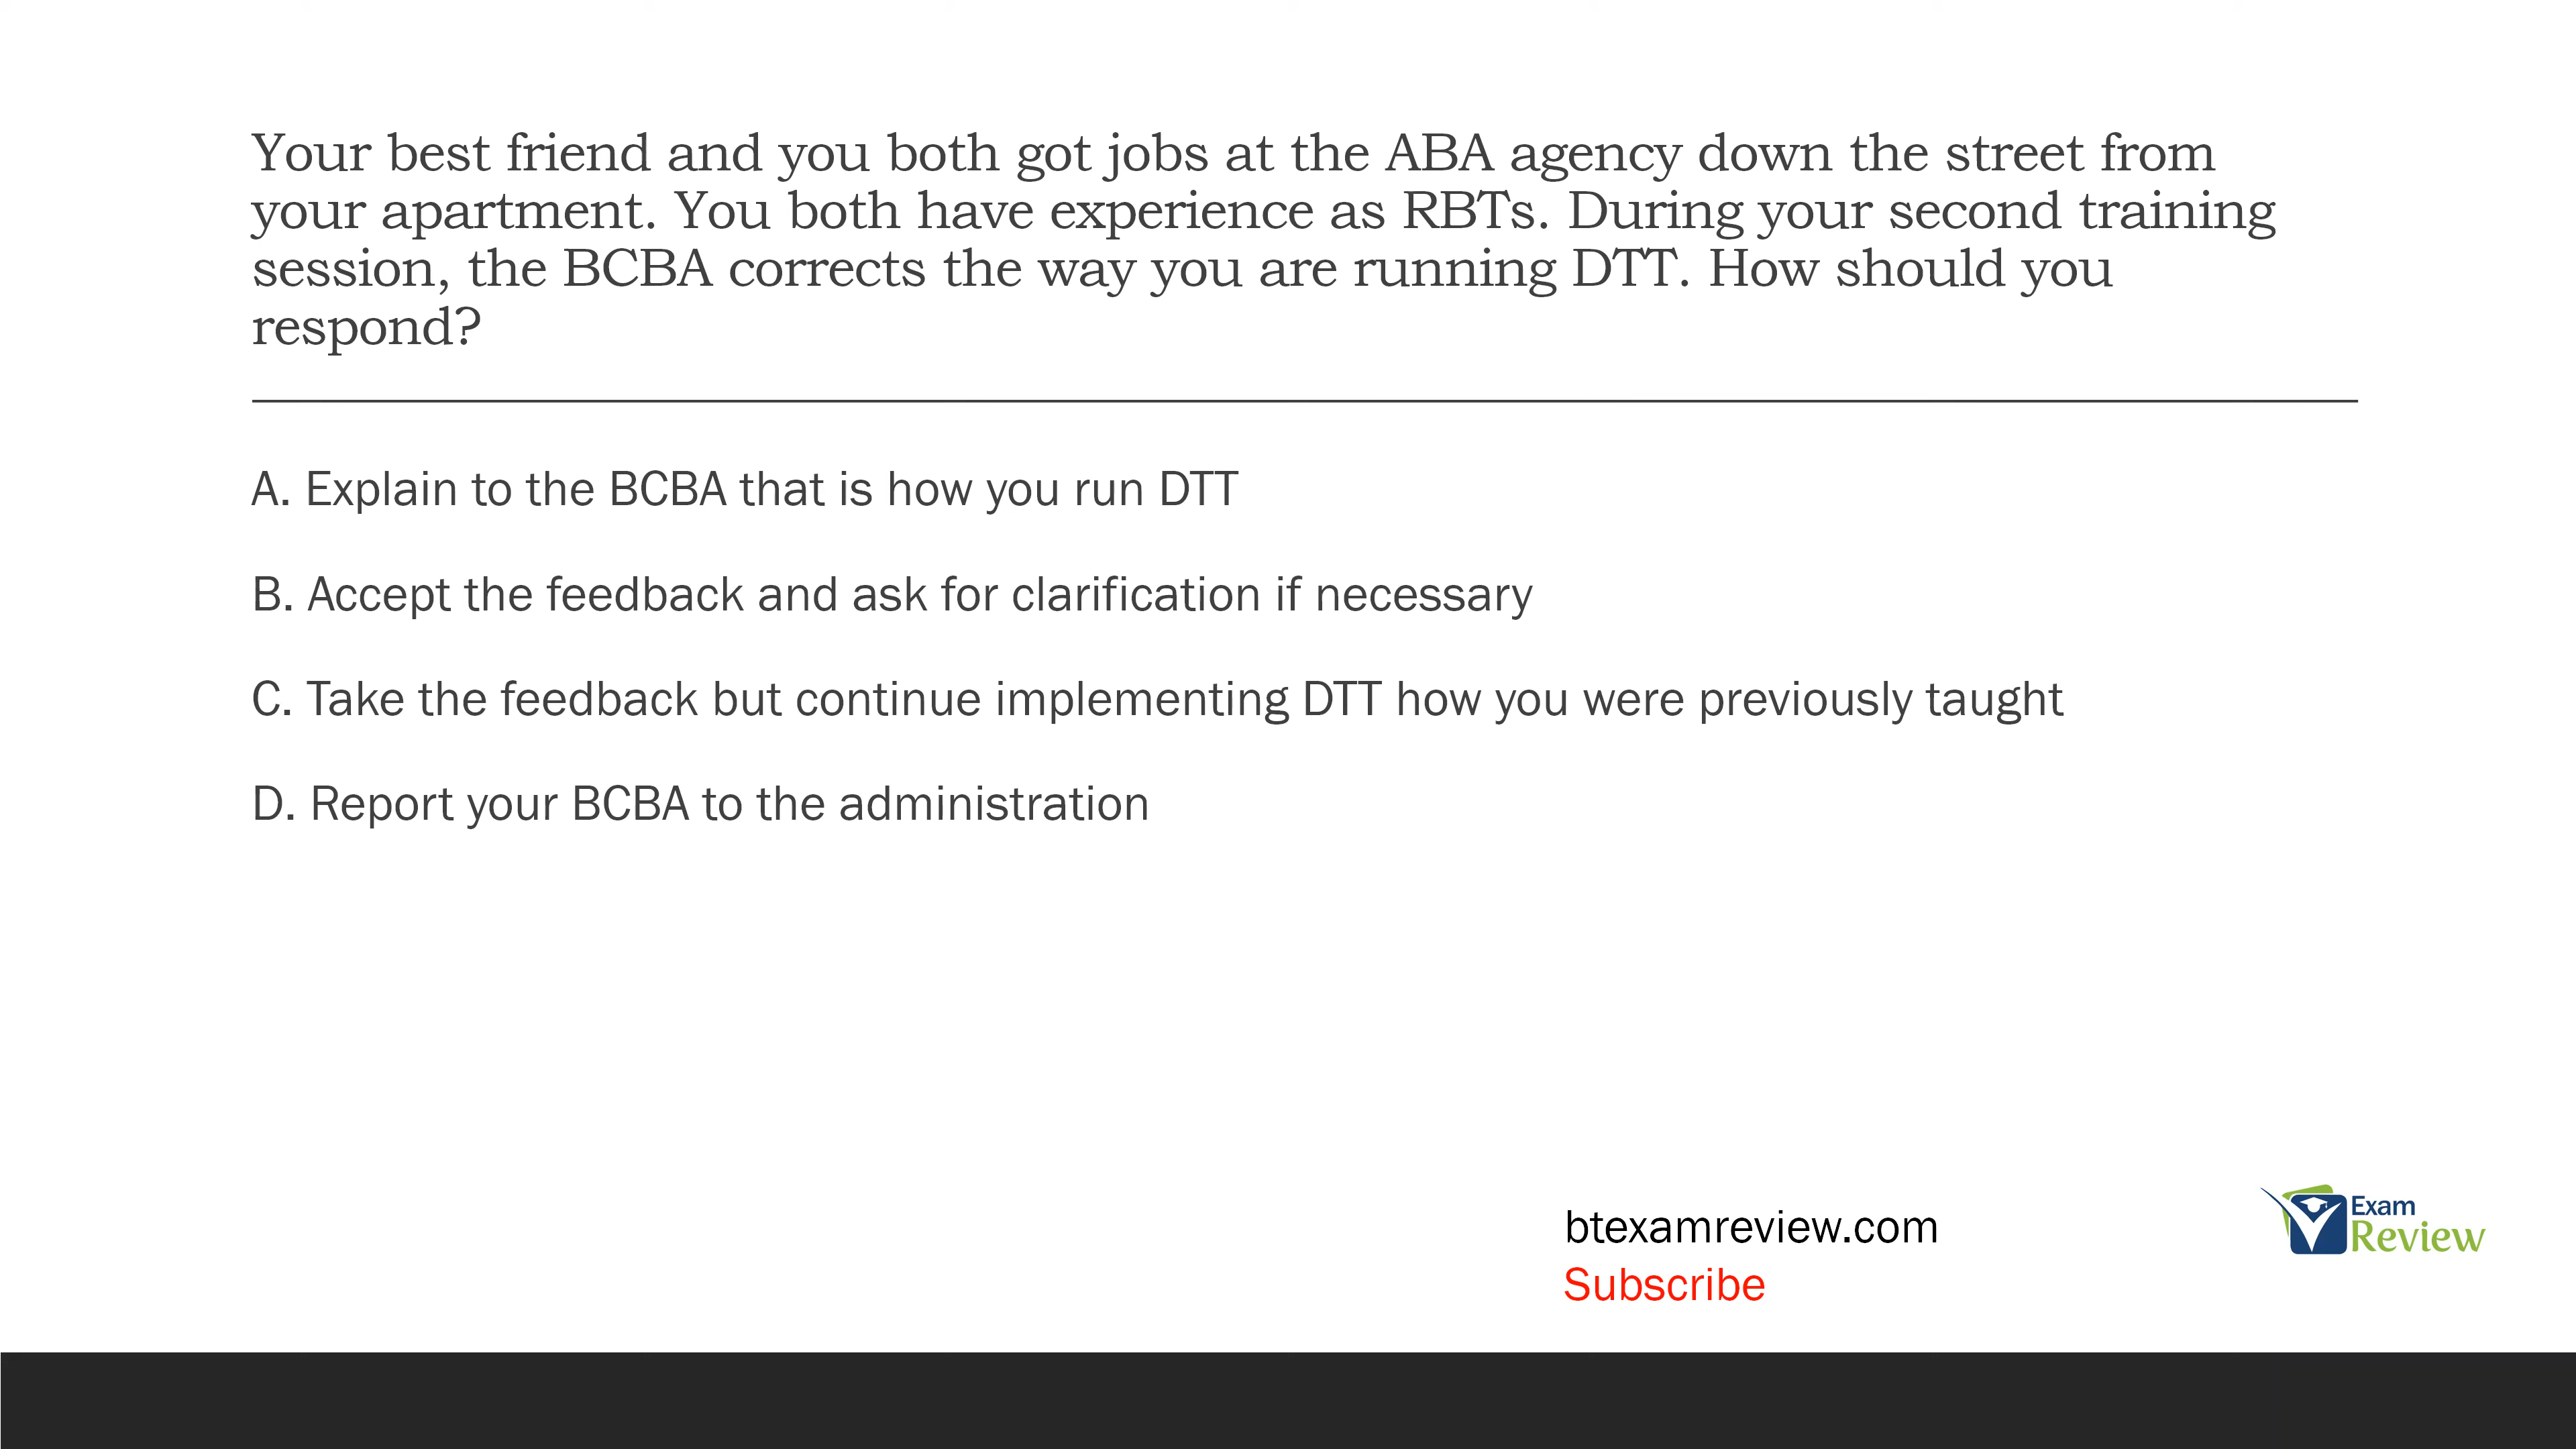 Your best friend and you both got jobs at the ABA agency down the street from
your apartment. You both have experience as RBTs. During your second training
session, the BCBA corrects the way you are running DTT. How should you
respond?
A. Explain to the BCBA that is how you run DTT
B. Accept the feedback and ask for clarification if necessary
C. Take the feedback but continue implementing DTT how you were previously taught
D. Report your BCBA to the administration
btexamreview.com
Subscribe
Exam
Review